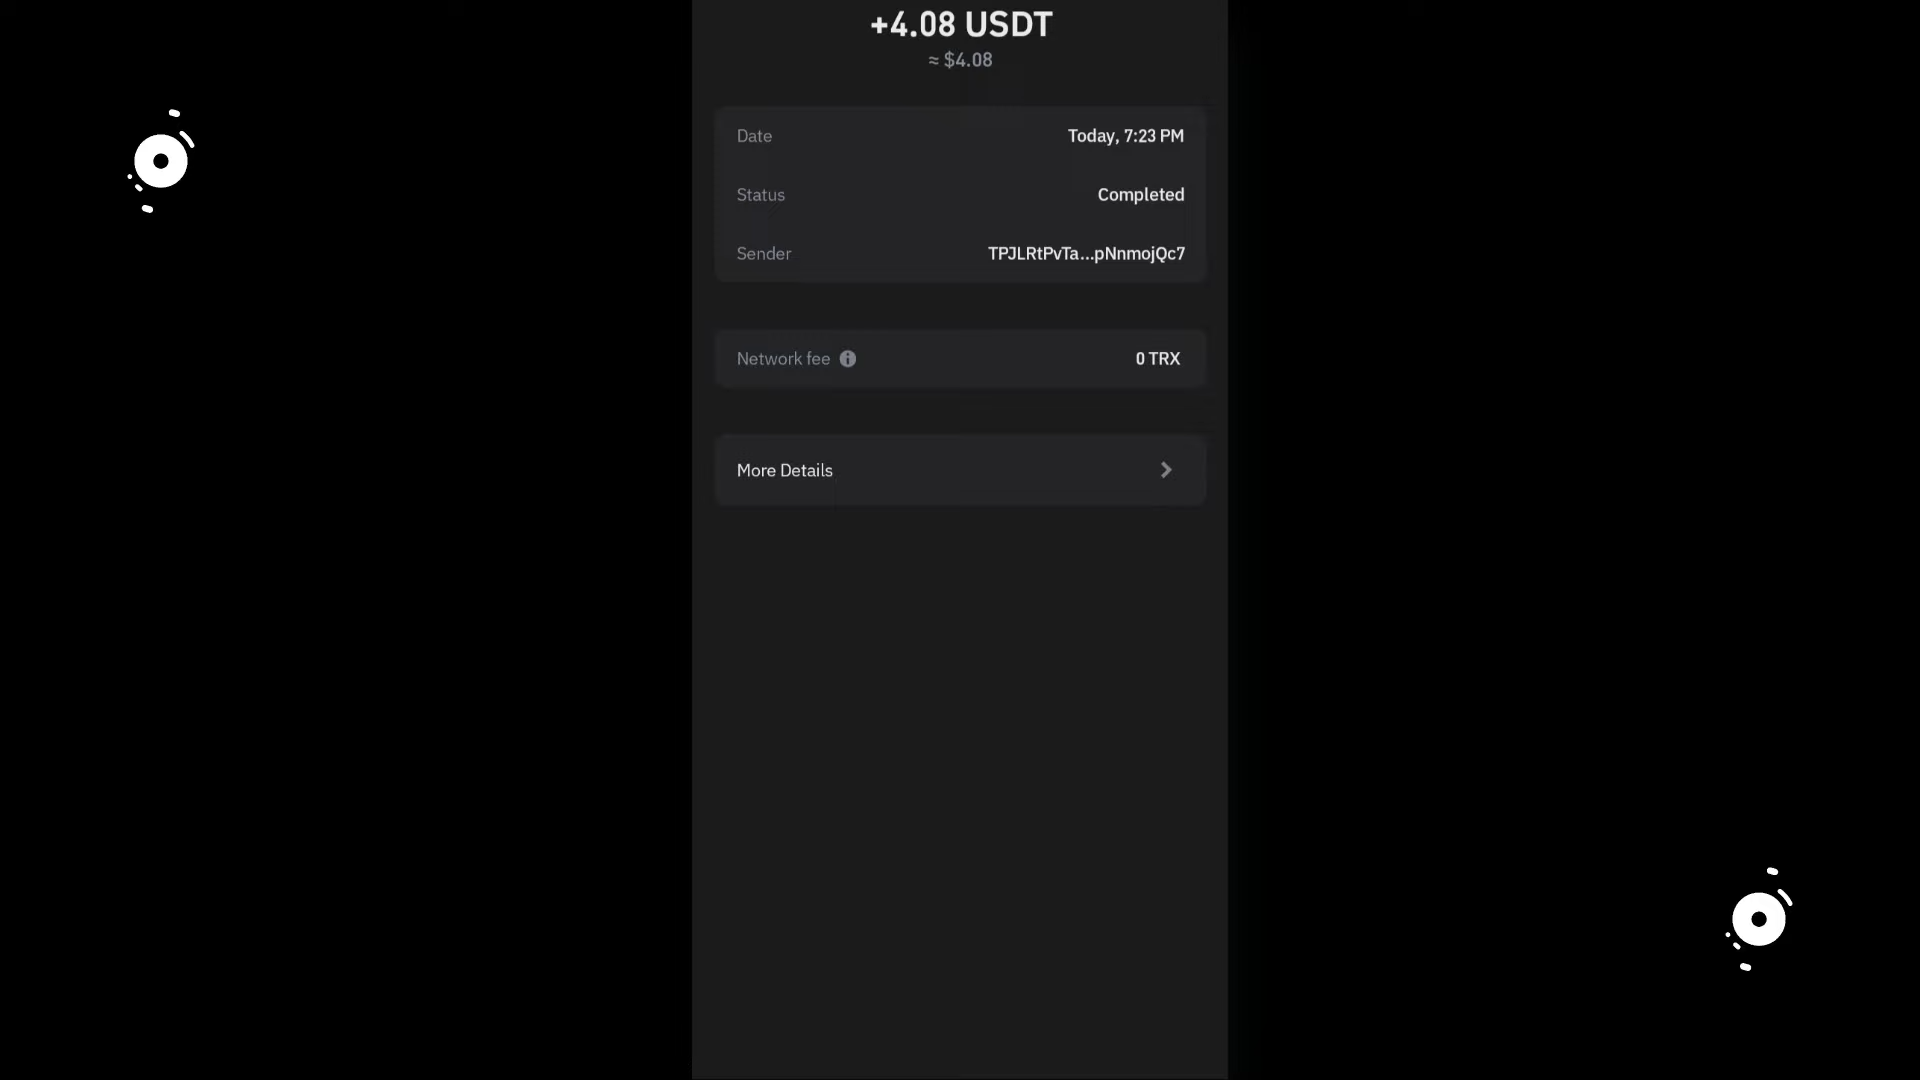 +4.08 USDT
≈ $4.08
Date Today, 7:23 PM
Status Completed
Sender TPJLRtPvTa...pNnmojQc7
Network fee 0 TRX
More Details